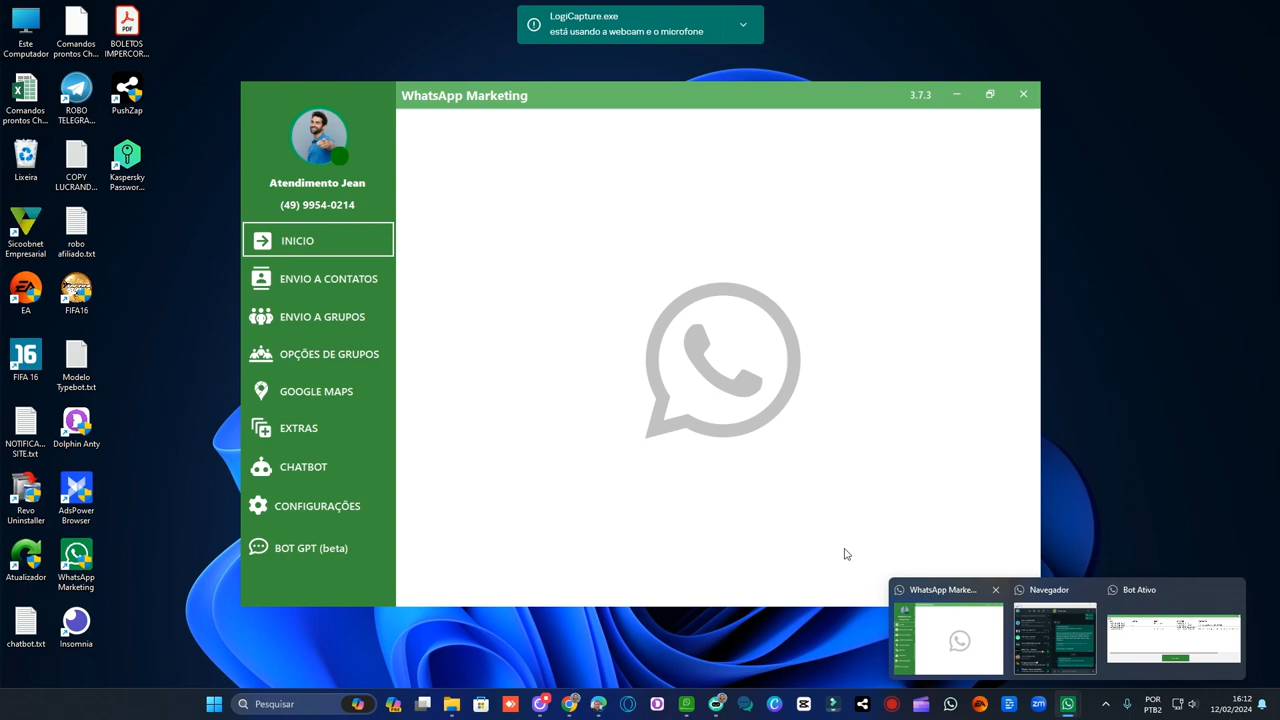 LogiCapture.exe
está usando a webcam e o microfone
Este
Computador
Comandos
prontos Ch...
BOLETOS
IMPERCOR...
Comandos
prontos Ch...
ROBO
TELEGRA...
PushZap
Lixeira
COPY
LUCRAND...
Kaspersky
Passwor...
Sicoobnet
Empresarial
robo
afiliado.txt
EA
FIFA16
16
FIFA 16
Modelo
Typebot.txt
NOTIFICA...
SITE.txt
Dolphin Anty
Revo
Uninstaller
AdsPower
Browser
Atualizador
WhatsApp
Marketing
chatbot.txt
Insomnia
WhatsApp Marketing
3.7.3
Atendimento Jean
(49) 9954-0214
INICIO
ENVIO A CONTATOS
ENVIO A GRUPOS
OPÇÕES DE GRUPOS
GOOGLE MAPS
EXTRAS
CHATBOT
CONFIGURAÇÕES
BOT GPT (beta)
WhatsApp Marke...
Navegador
Bot Ativo
Pesquisar
POR
PTB2
16:12
12/02/2024